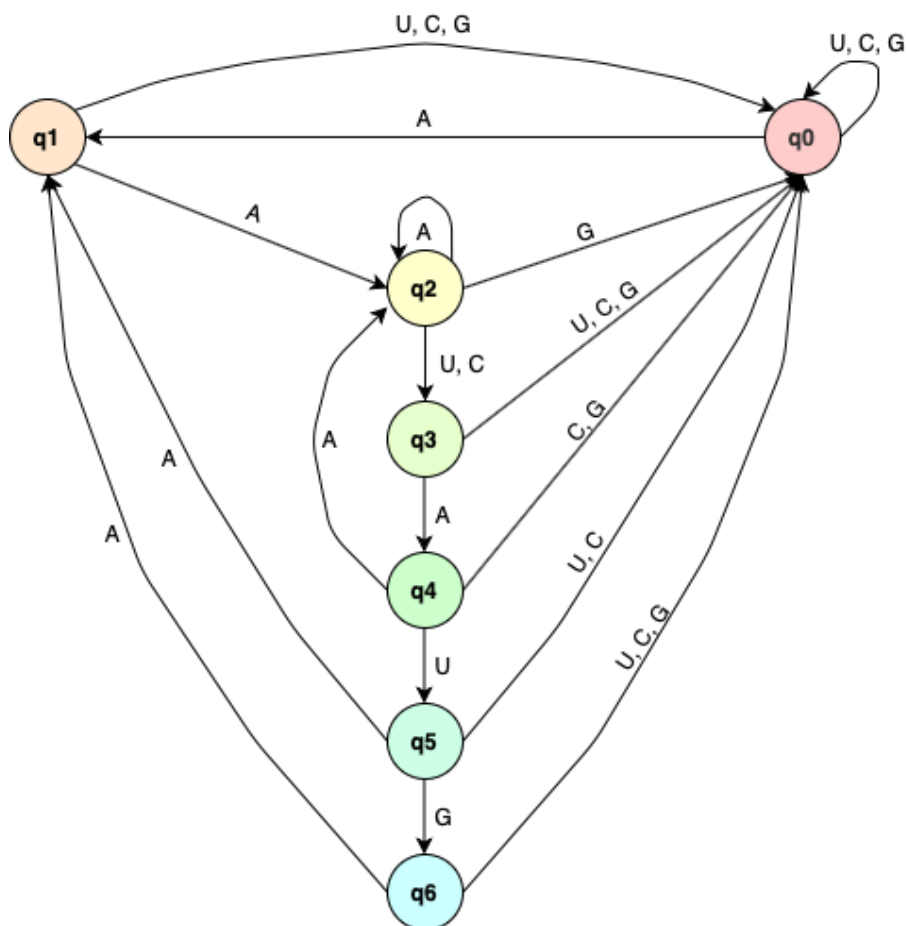 U, C, G
U, C, G
q1
A
q0
A
A
G
q2
U, C, G
U, C
C, G
q3
A
A
A
U, C
A
q4
U, C, G
U
q5
G
q6